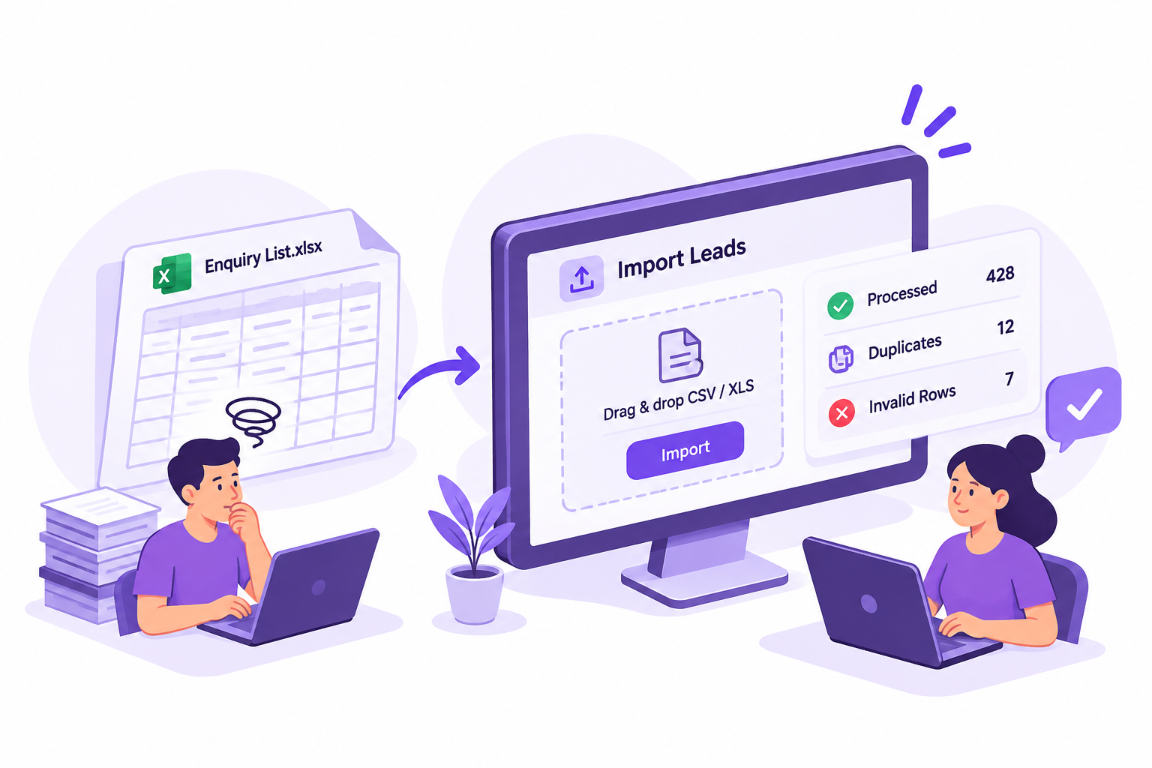 X
Enquiry List.xlsx
Import Leads
Drag & drop CSV / XLS
Import
Processed 428
Duplicates 12
Invalid Rows 7